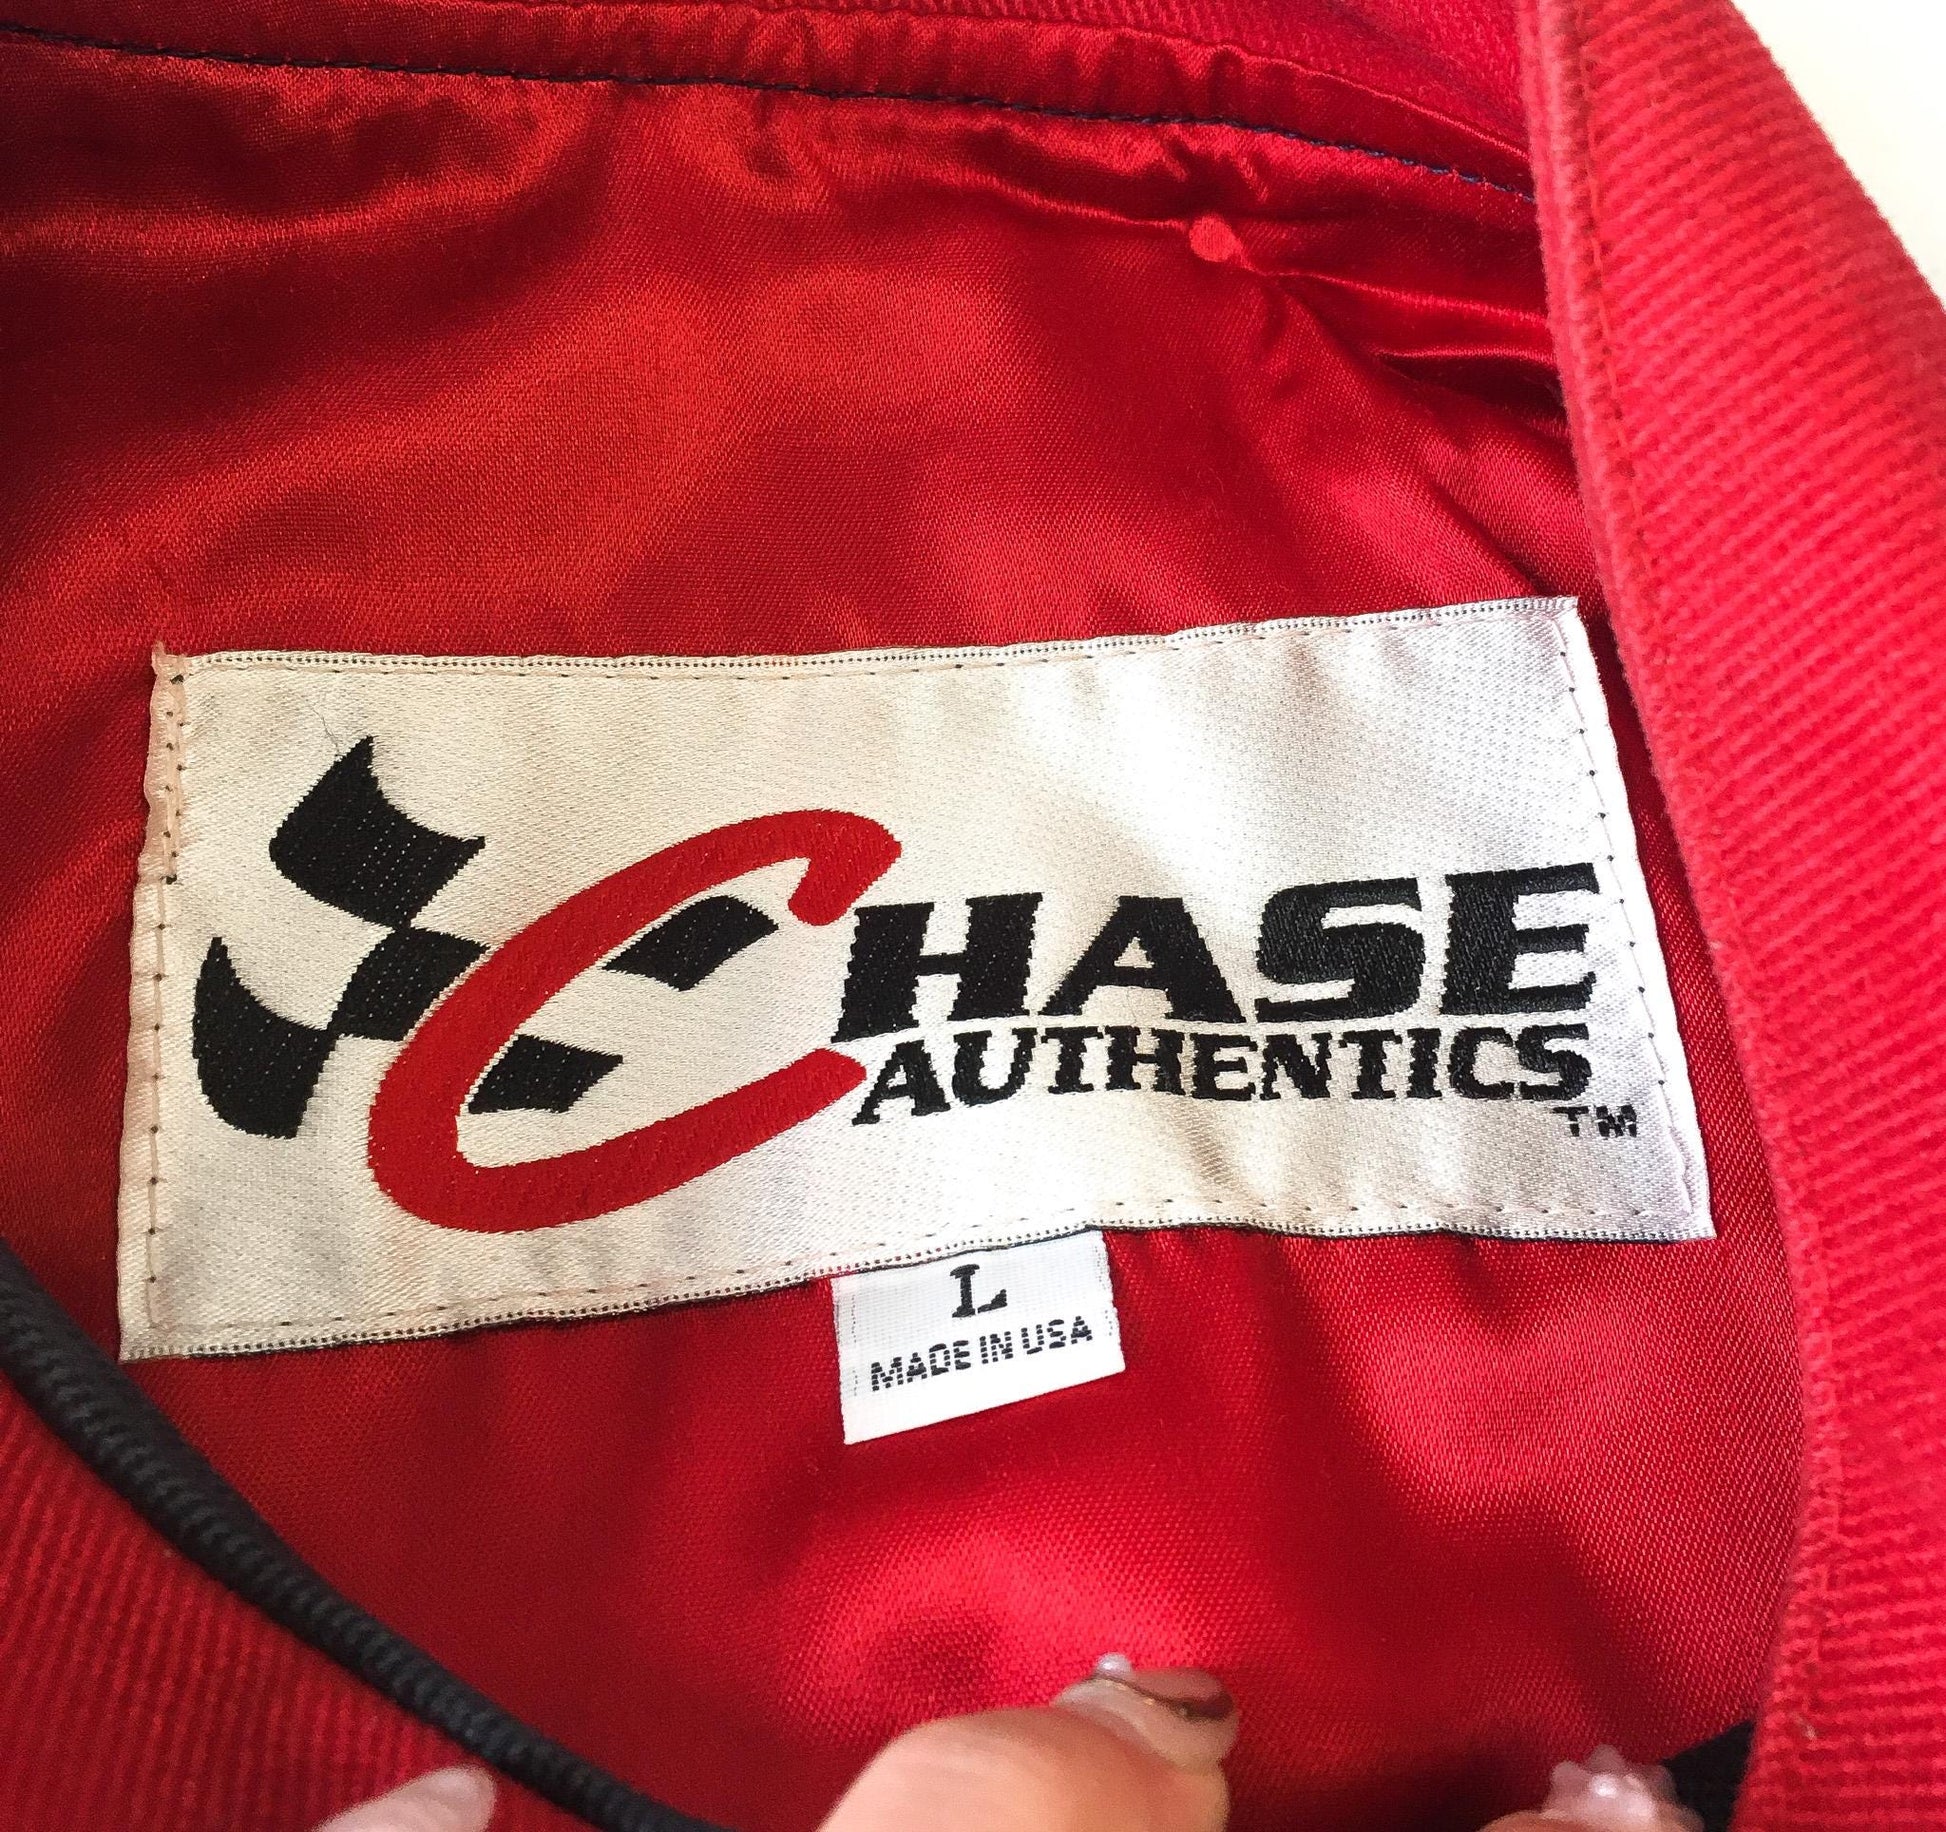 CHASE
AUTHENTICS
TM
L
MADE IN USA